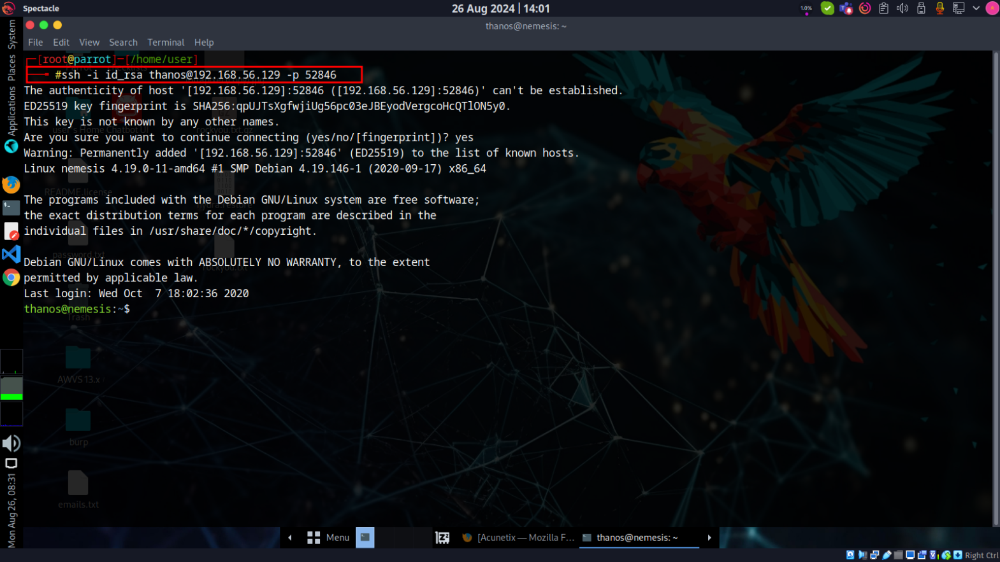 Spectacle
26 Aug 2024 | 14:01
1.0%
thanos@nemesis: ~
File Edit View Search Terminal Help
System
Places
Applications
[root@parrot]-[/home/user]
#ssh -i id_rsa thanos@192.168.56.129 -p 52846
The authenticity of host '[192.168.56.129]:52846 ([192.168.56.129]:52846)' can't be established.
ED25519 key fingerprint is SHA256:qpUJTsXgfwjiUg56pc03eJBEyodVergcoHcQTlON5y0.
This key is not known by any other names.
user's Home
Chatbot UI
rockyou.txt.gz
Are you sure you want to continue connecting (yes/no/[fingerprint])? yes
Warning: Permanently added '[192.168.56.129]:52846' (ED25519) to the list of known hosts.
Linux nemesis 4.19.0-11-amd64 #1 SMP Debian 4.19.146-1 (2020-09-17) x86_64
README.license
hydra.restore
The programs included with the Debian GNU/Linux system are free software;
the exact distribution terms for each program are described in the
individual files in /usr/share/doc/*/copyright.
password.txt
rockyou.txt
Debian GNU/Linux comes with ABSOLUTELY NO WARRANTY, to the extent
permitted by applicable law.
Last login: Wed Oct  7 18:02:36 2020
thanos@nemesis:~$
Trash
AWVS 13.x
burp
emails.txt
Mon Aug 26, 08:31
Menu
[Acunetix — Mozilla F...
thanos@nemesis: ~
Right Ctrl